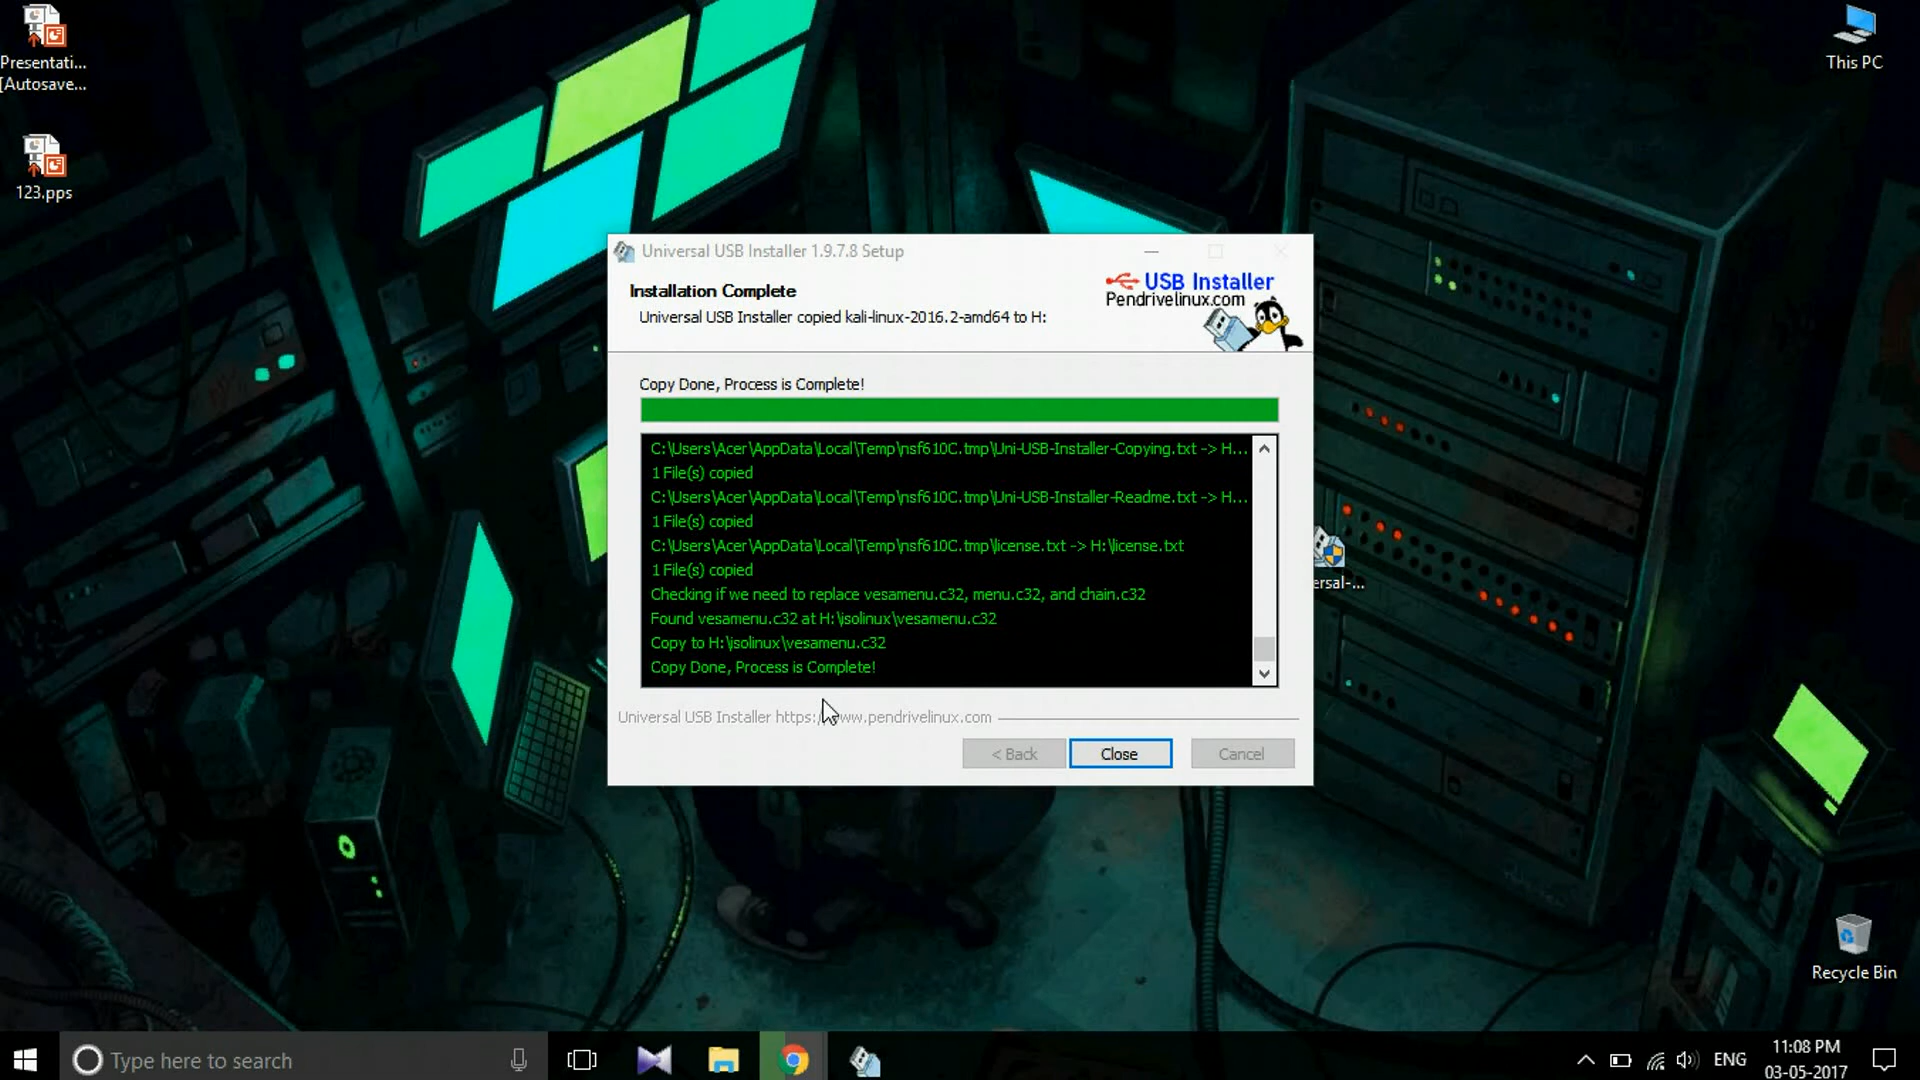 Presentati...
[Autosave...
123.pps
This PC
Universal USB Installer 1.9.7.8 Setup
Installation Complete
Universal USB Installer copied kali-linux-2016.2-amd64 to H:
USB Installer
Pendrivelinux.com
Copy Done, Process is Complete!
C:\Users\Acer\AppData\Local\Temp\nsf610C.tmp\Uni-USB-Installer-Copying.txt -> H...
1 File(s) copied
C:\Users\Acer\AppData\Local\Temp\nsf610C.tmp\Uni-USB-Installer-Readme.txt -> H...
1 File(s) copied
C:\Users\Acer\AppData\Local\Temp\nsf610C.tmp\license.txt -> H:\license.txt
1 File(s) copied
Checking if we need to replace vesamenu.c32, menu.c32, and chain.c32
Found vesamenu.c32 at H:\isolinux\vesamenu.c32
Copy to H:\isolinux\vesamenu.c32
Copy Done, Process is Complete!
Universal USB Installer https:/ww.pendrivelinux.com
< Back
Close
Cancel
ersal-...
Recycle Bin
Type here to search
ENG
11:08 PM
03-05-2017